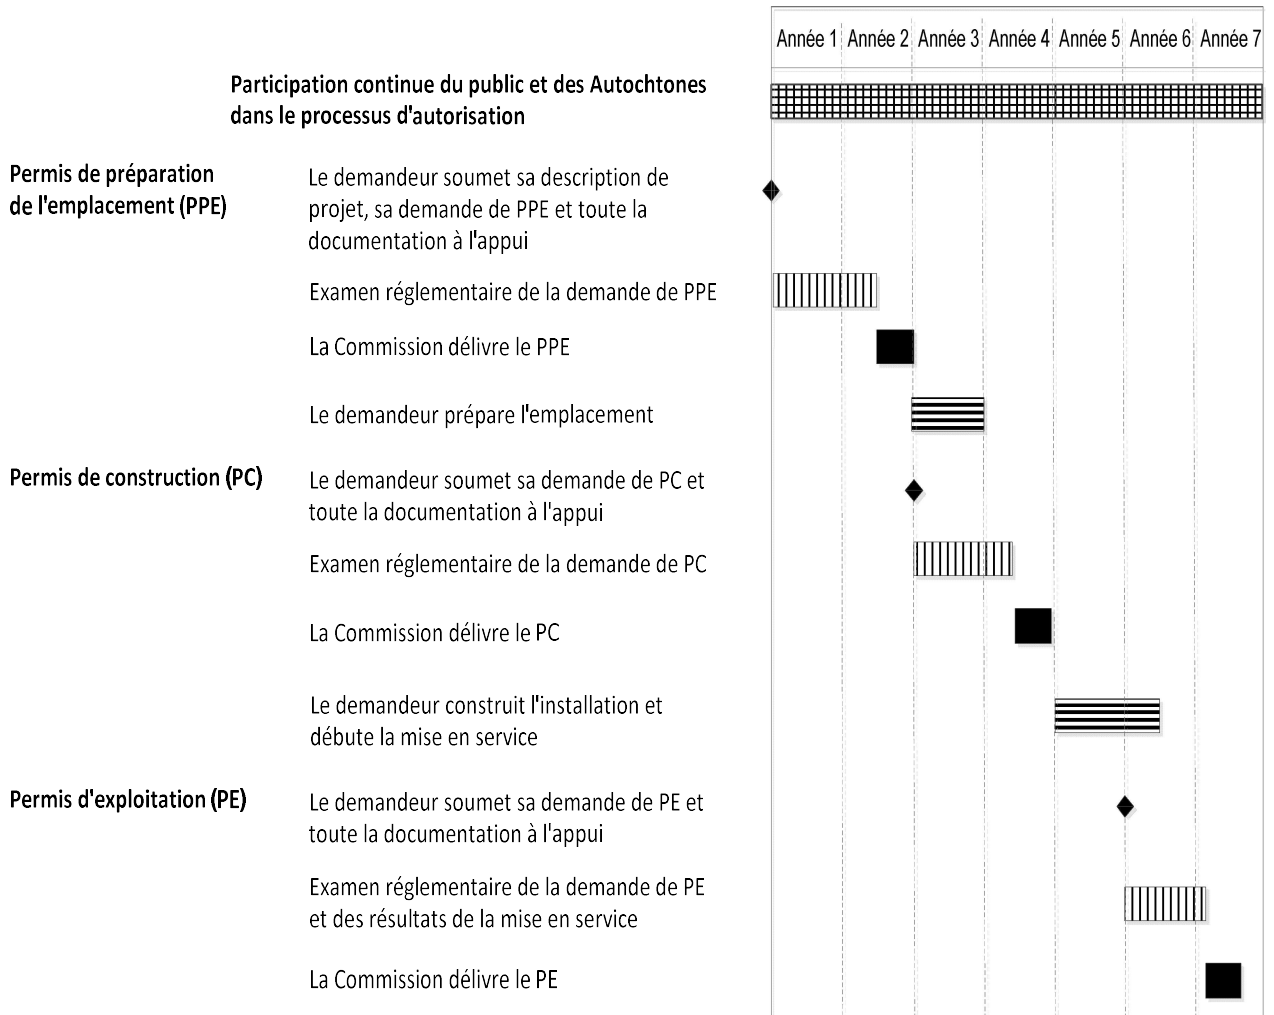 Année 1 Année 2 Année 3 Année 4 Année 5 Année 6 Année 7
Participation continue du public et des Autochtones
dans le processus d'autorisation
Permis de préparation
de l'emplacement (PPE)
Le demandeur soumet sa description de
projet, sa demande de PPE et toute la
documentation à l'appui
Examen réglementaire de la demande de PPE
La Commission délivre le PPE
Le demandeur prépare l'emplacement
Permis de construction (PC)
Le demandeur soumet sa demande de PC et
toute la documentation à l'appui
Examen réglementaire de la demande de PC
La Commission délivre le PC
Le demandeur construit l'installation et
débute la mise en service
Permis d'exploitation (PE)
Le demandeur soumet sa demande de PE et
toute la documentation à l'appui
Examen réglementaire de la demande de PE
et des résultats de la mise en service
La Commission délivre le PE